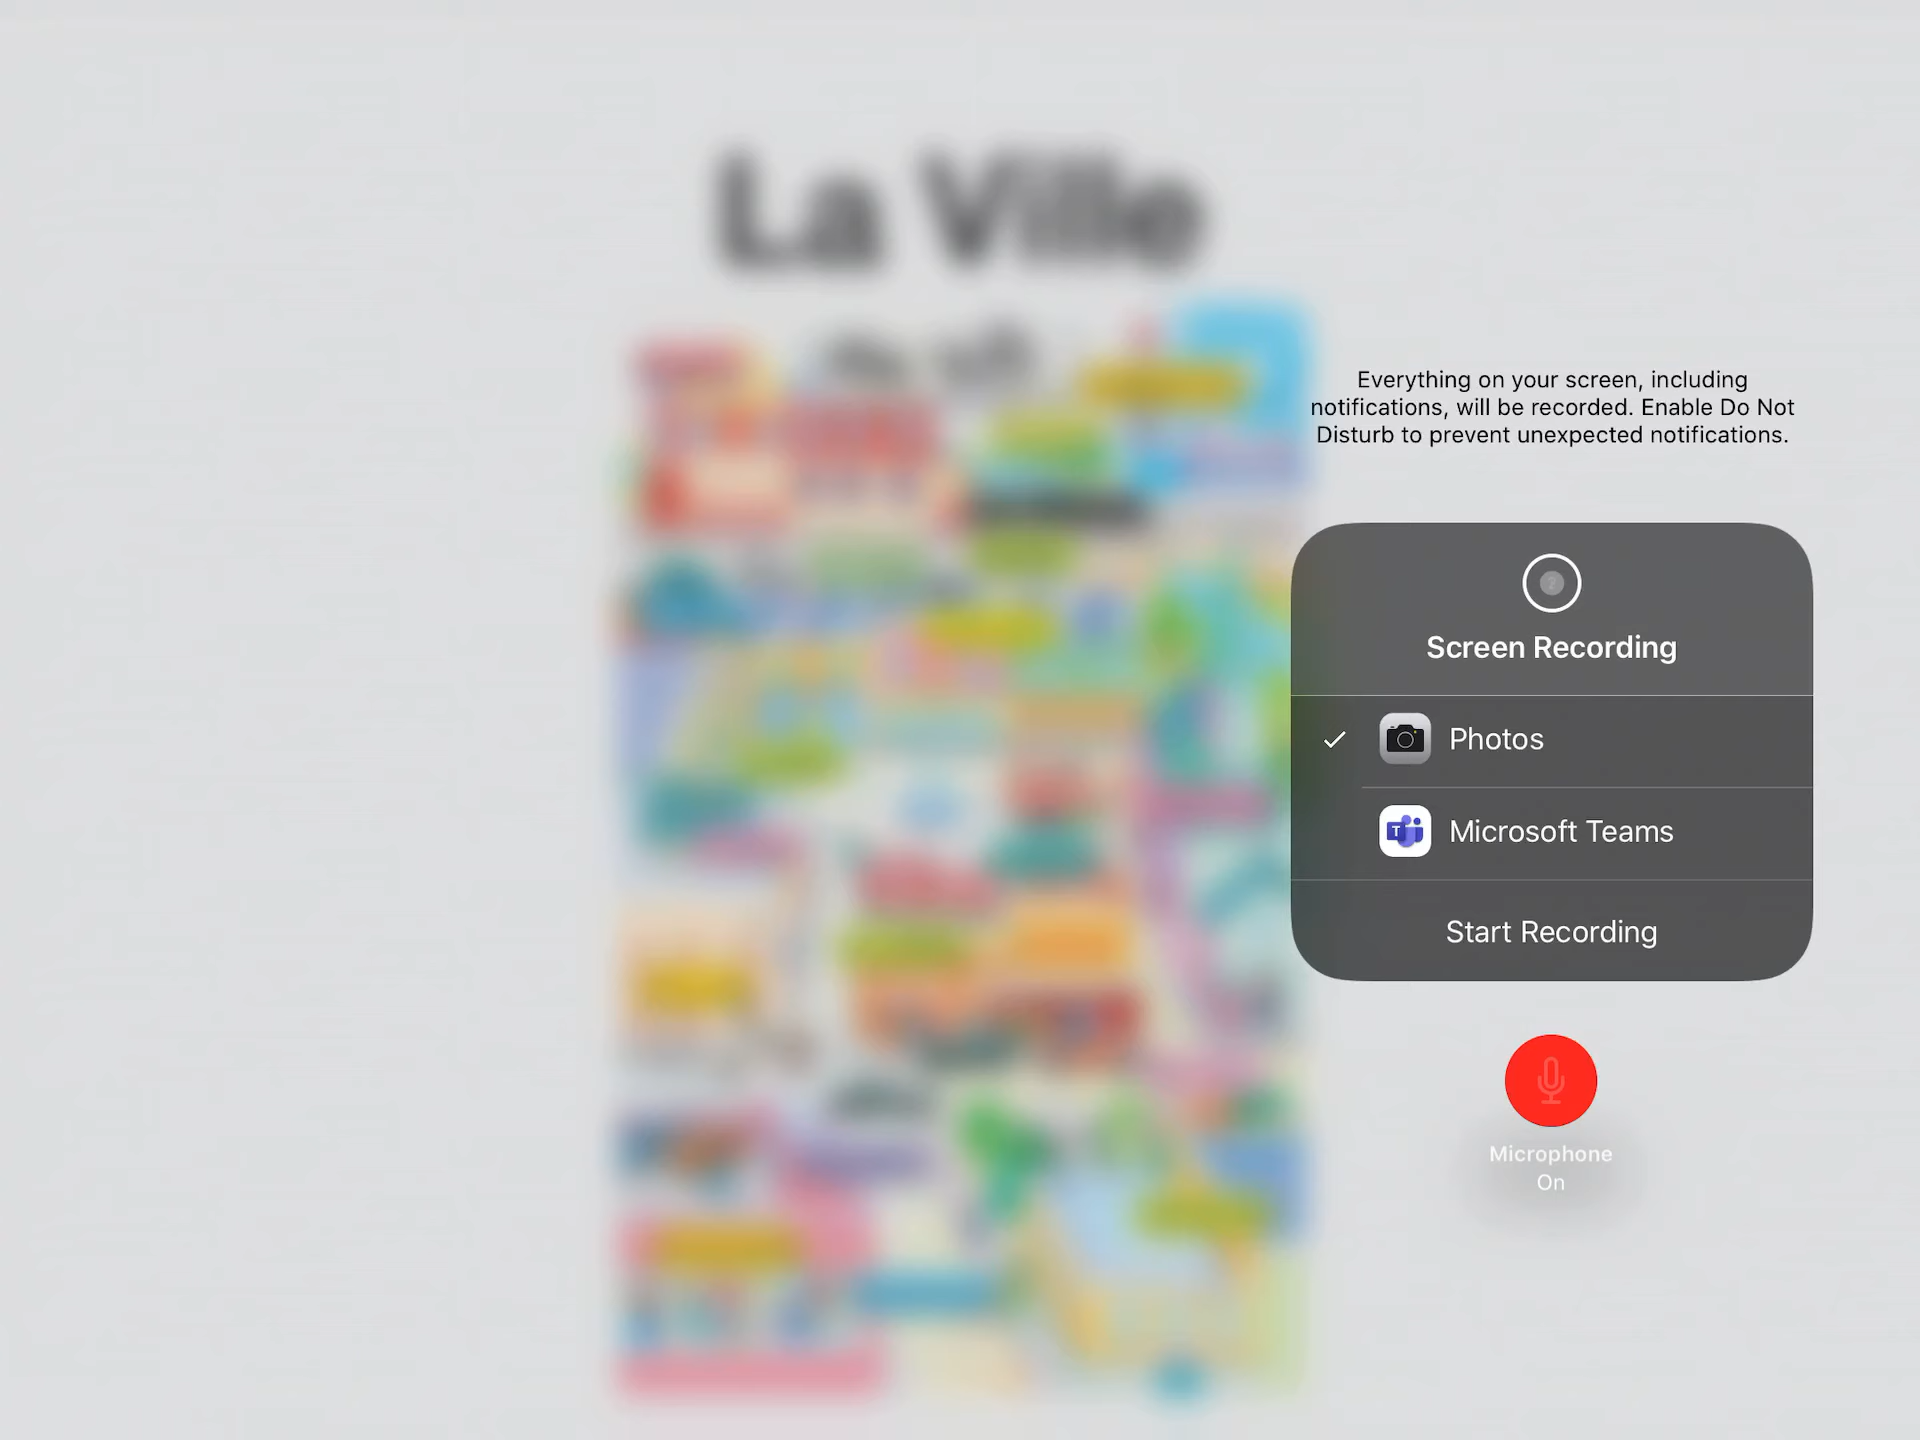 La Ville
Everything on your screen, including
notifications, will be recorded. Enable Do Not
Disturb to prevent unexpected notifications.
2
Screen Recording
Photos
Microsoft Teams
Start Recording
Microphone
On